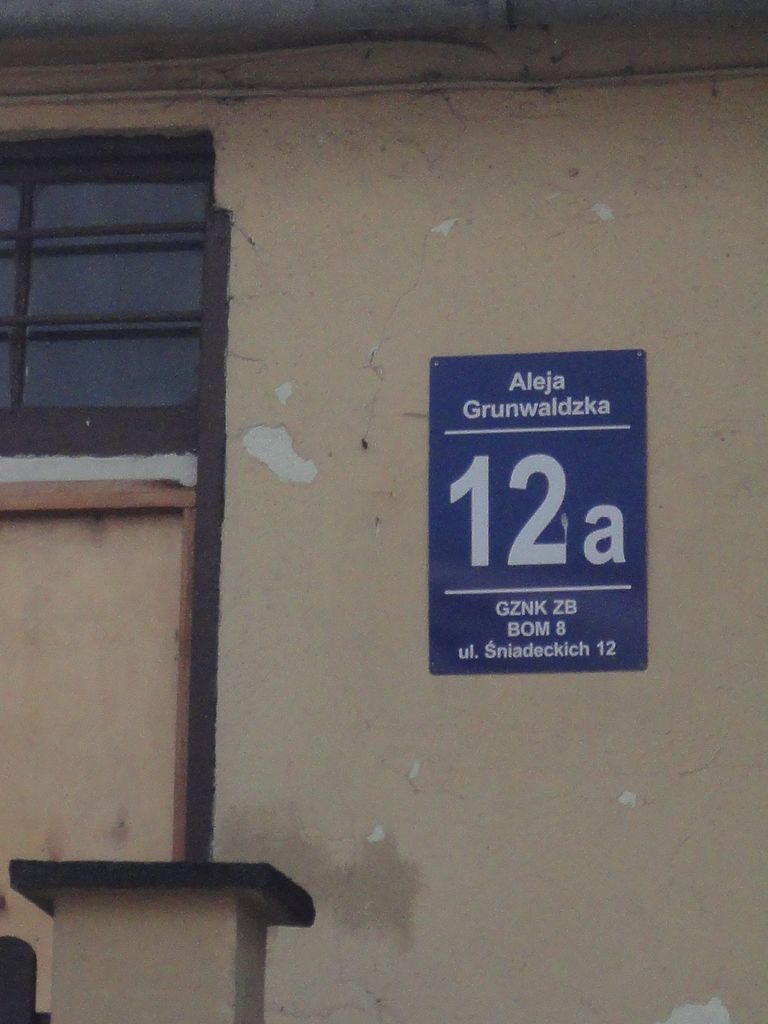 Aleja
Grunwaldzka
12a
GZNK ZB
BOM 8
ul. Śniadeckich 12